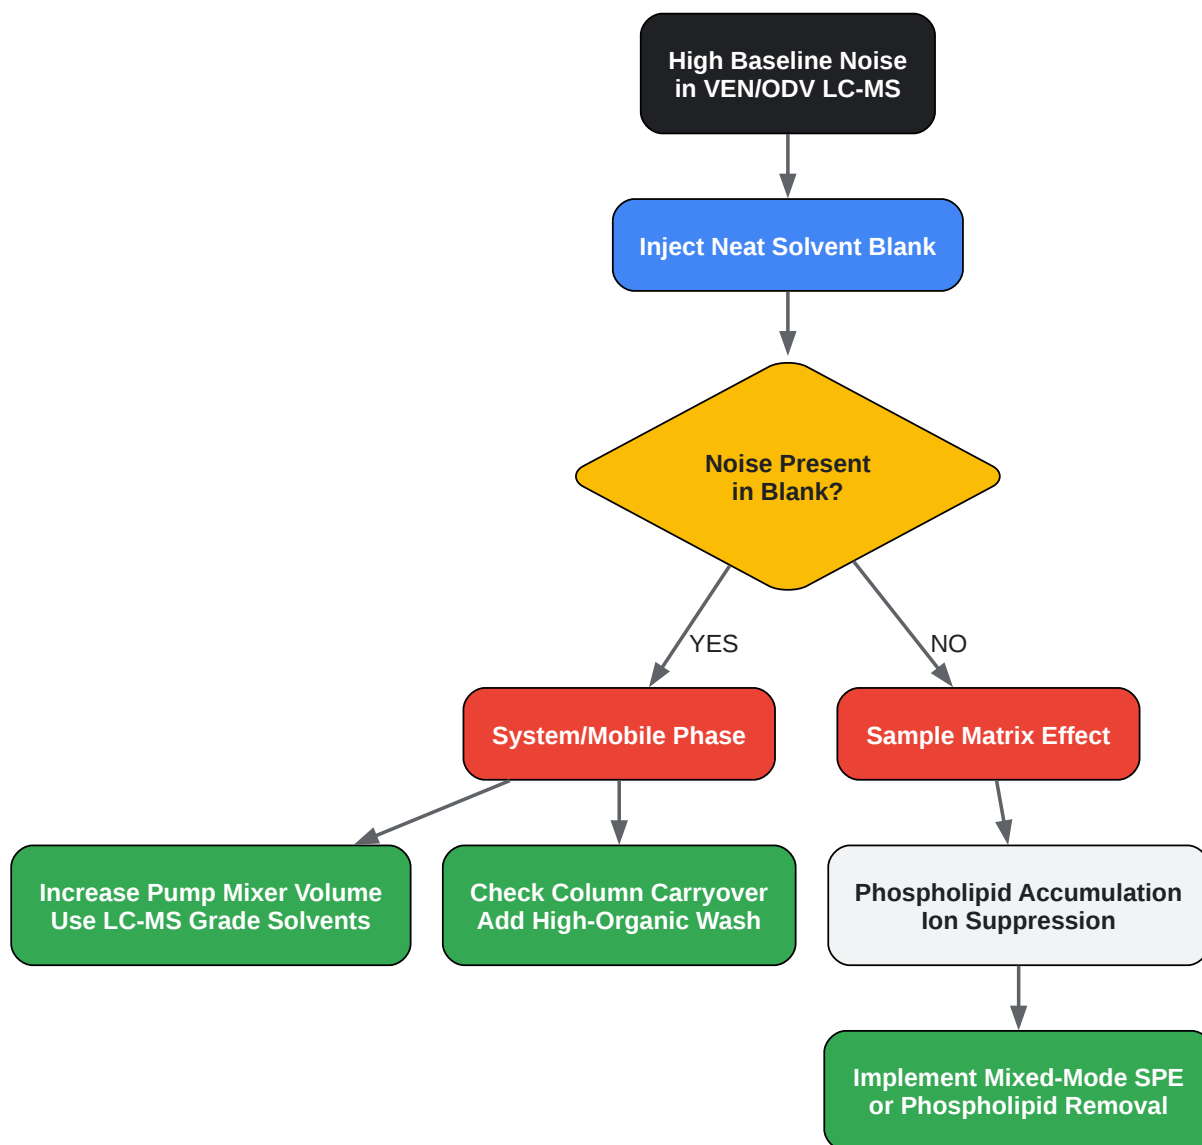 High Baseline Noise
in VEN/ODV LC-MS
Inject Neat Solvent Blank
Noise Present
in Blank?
YES
NO
System/Mobile Phase
Sample Matrix Effect
Increase Pump Mixer Volume
Use LC-MS Grade Solvents
Check Column Carryover
Add High-Organic Wash
Phospholipid Accumulation
Ion Suppression
Implement Mixed-Mode SPE
or Phospholipid Removal